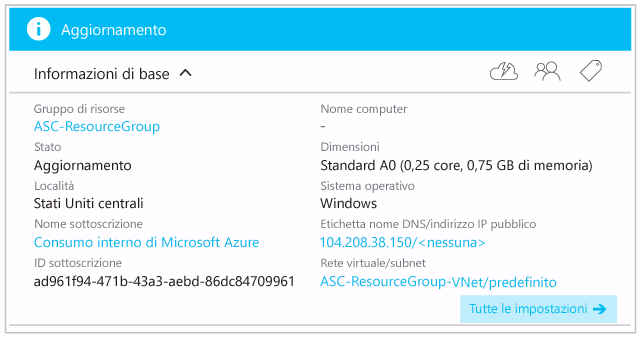 Aggiornamento
Informazioni di base
Gruppo di risorse
ASC-ResourceGroup
Stato
Aggiornamento
Località
Stati Uniti centrali
Nome sottoscrizione
Consumo interno di Microsoft Azure
ID sottoscrizione
ad961f94-471b-43a3-aebd-86dc84709961
Nome computer
-
Dimensioni
Standard A0 (0,25 core, 0,75 GB di memoria)
Sistema operativo
Windows
Etichetta nome DNS/indirizzo IP pubblico
104.208.38.150/<nessuna>
Rete virtuale/subnet
ASC-ResourceGroup-VNet/predefinito
Tutte le impostazioni